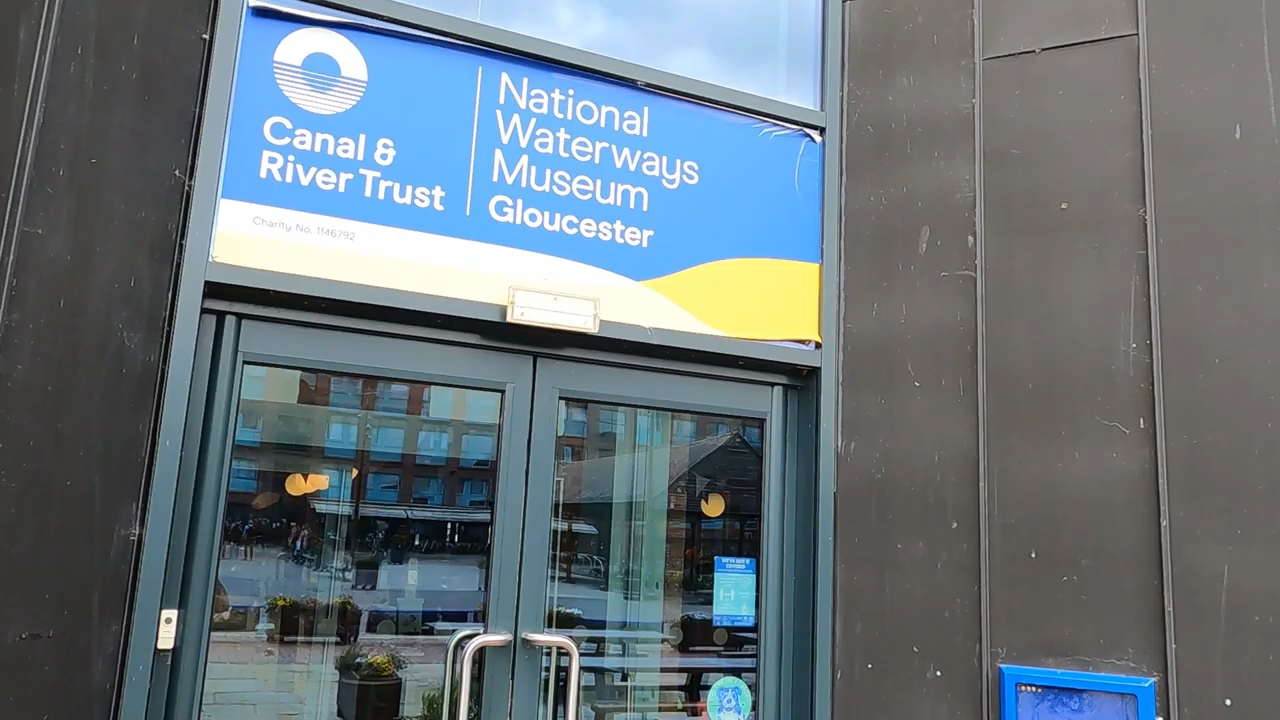 Canal &
River Trust
National
Waterways
Museum
Gloucester
Charity No. 1146792